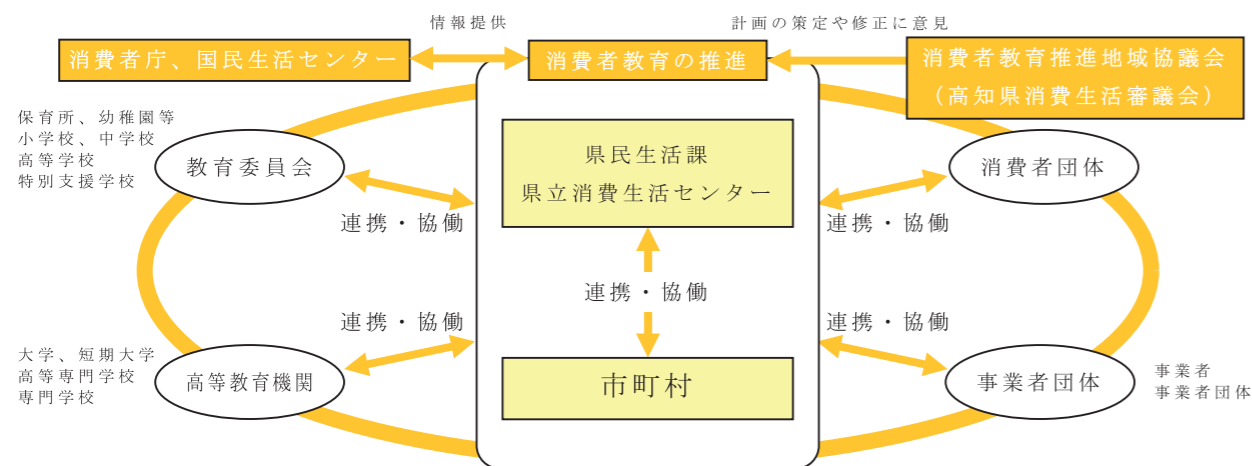 情報提供
計画の策定や修正に意見
消費者庁、国民生活センター
消費者教育の推進
消費者教育推進地域協議会
（高知県消費生活審議会）
保育所、幼稚園等
小学校、中学校
高等学校
特別支援学校
教育委員会
県民生活課
県立消費生活センター
消費者団体
連携・協働
連携・協働
連携・協働
連携・協働
連携・協働
大学、短期大学
高等専門学校
専門学校
高等教育機関
市町村
事業者団体
事業者
事業者団体